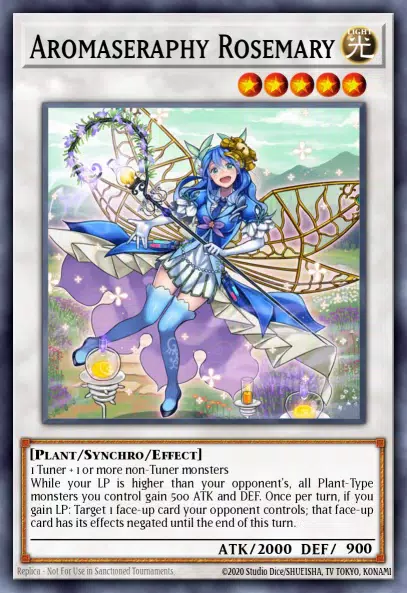 AROMASERAPHY ROSEMARY
LIGHT
光
[PLANT/SYNCHRO/EFFECT]
1 Tuner + 1 or more non-Tuner monsters
While your LP is higher than your opponent's, all Plant-Type
monsters you control gain 500 ATK and DEF. Once per turn, if you
gain LP: Target 1 face-up card your opponent controls; that face-up
card has its effects negated until the end of this turn.
ATK/2000 DEF/ 900
Replica - Not For Use in Sanctioned Tournaments
©2020 Studio Dice/SHUEISHA, TV TOKYO, KONAMI